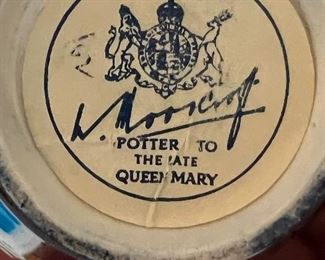 W. Moorcroft
POTTER TO
THE LATE
QUEEN MARY